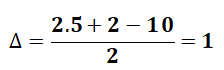 Δ = (2.5 + 2 − 10) / 2 = 1